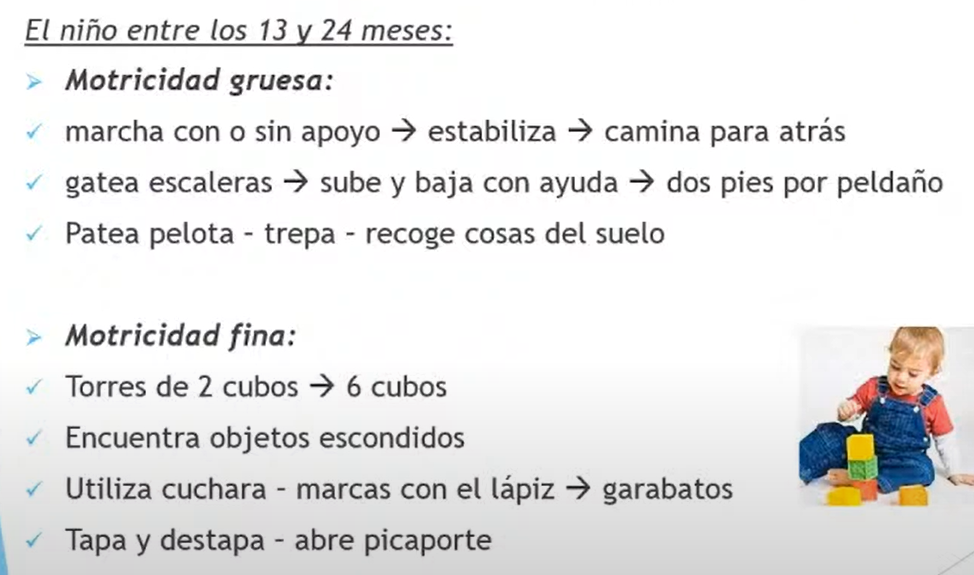 El niño entre los 13 y 24 meses:
➢ Motricidad gruesa:
✓ marcha con o sin apoyo → estabiliza → camina para atrás
✓ gatea escaleras → sube y baja con ayuda → dos pies por peldaño
✓ Patea pelota - trepa - recoge cosas del suelo
➢ Motricidad fina:
✓ Torres de 2 cubos → 6 cubos
✓ Encuentra objetos escondidos
✓ Utiliza cuchara - marcas con el lápiz → garabatos
✓ Tapa y destapa - abre picaporte